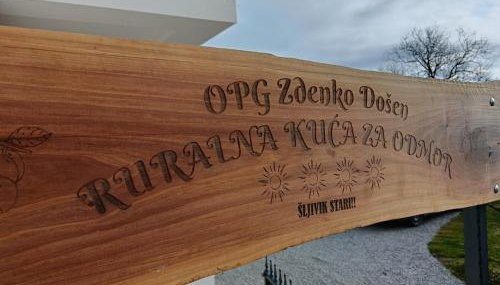 OPG Zdenko Došen
RURALNA KUĆA ZA ODMOR
ŠLJIVIK STARI!!